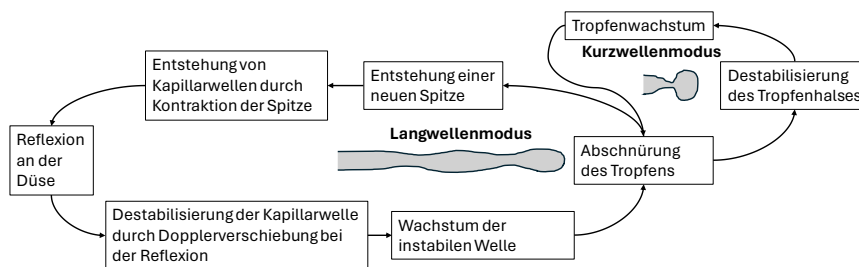 Tropfenwachstum
Kurzwellenmodus
Entstehung von
Kapillarwellen durch
Kontraktion der Spitze
Entstehung einer
neuen Spitze
Destabilisierung
des Tropfenhalses
Langwellenmodus
Reflexion
an der
Düse
Abschnürung
des Tropfens
Destabilisierung der Kapillarwelle
durch Dopplerverschiebung bei
der Reflexion
Wachstum der
instabilen Welle